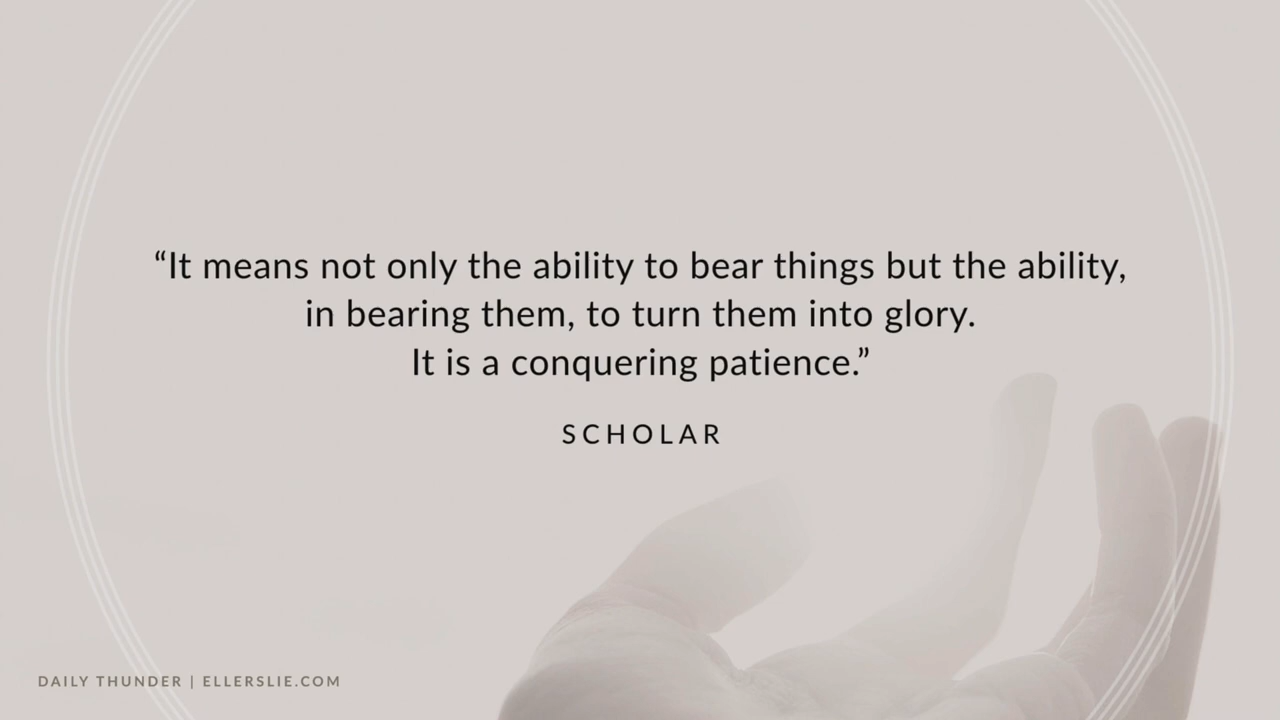 “It means not only the ability to bear things but the ability,
in bearing them, to turn them into glory.
It is a conquering patience.”
SCHOLAR
DAILY THUNDER | ELLERSLIE.COM